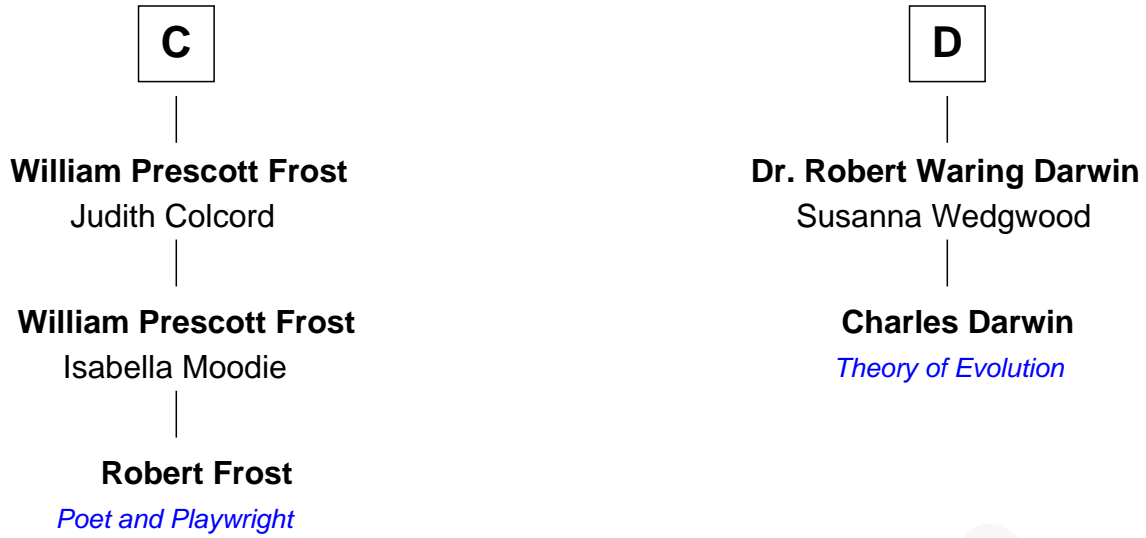 C
William Prescott Frost
Judith Colcord
William Prescott Frost
Isabella Moodie
Robert Frost
Poet and Playwright
D
Dr. Robert Waring Darwin
Susanna Wedgwood
Charles Darwin
Theory of Evolution